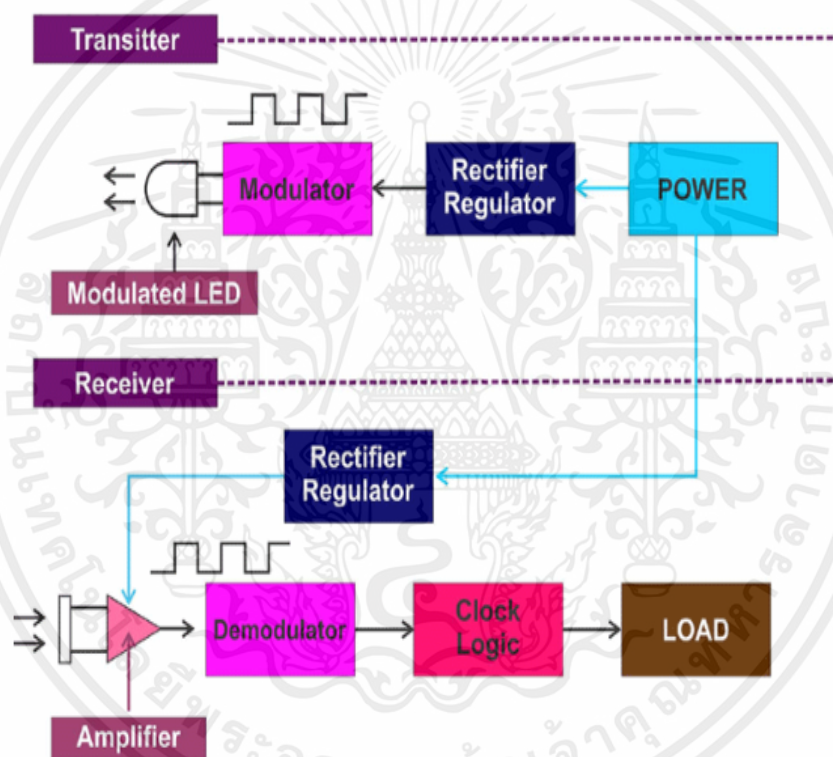 Transitter
Modulator
Rectifier
Regulator
POWER
Modulated LED
Receiver
Rectifier
Regulator
Demodulator
Clock
Logic
LOAD
Amplifier